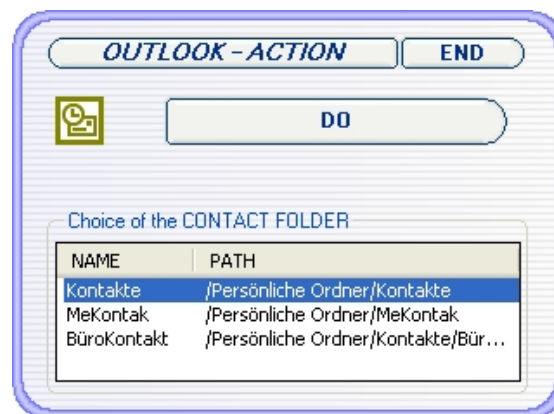 OUTLOOK - ACTION END
DO
Choice of the CONTACT FOLDER
NAME PATH
Kontakte /Persönliche Ordner/Kontakte
MeKontak /Persönliche Ordner/MeKontak
BüroKontakt /Persönliche Ordner/Kontakte/Bür...